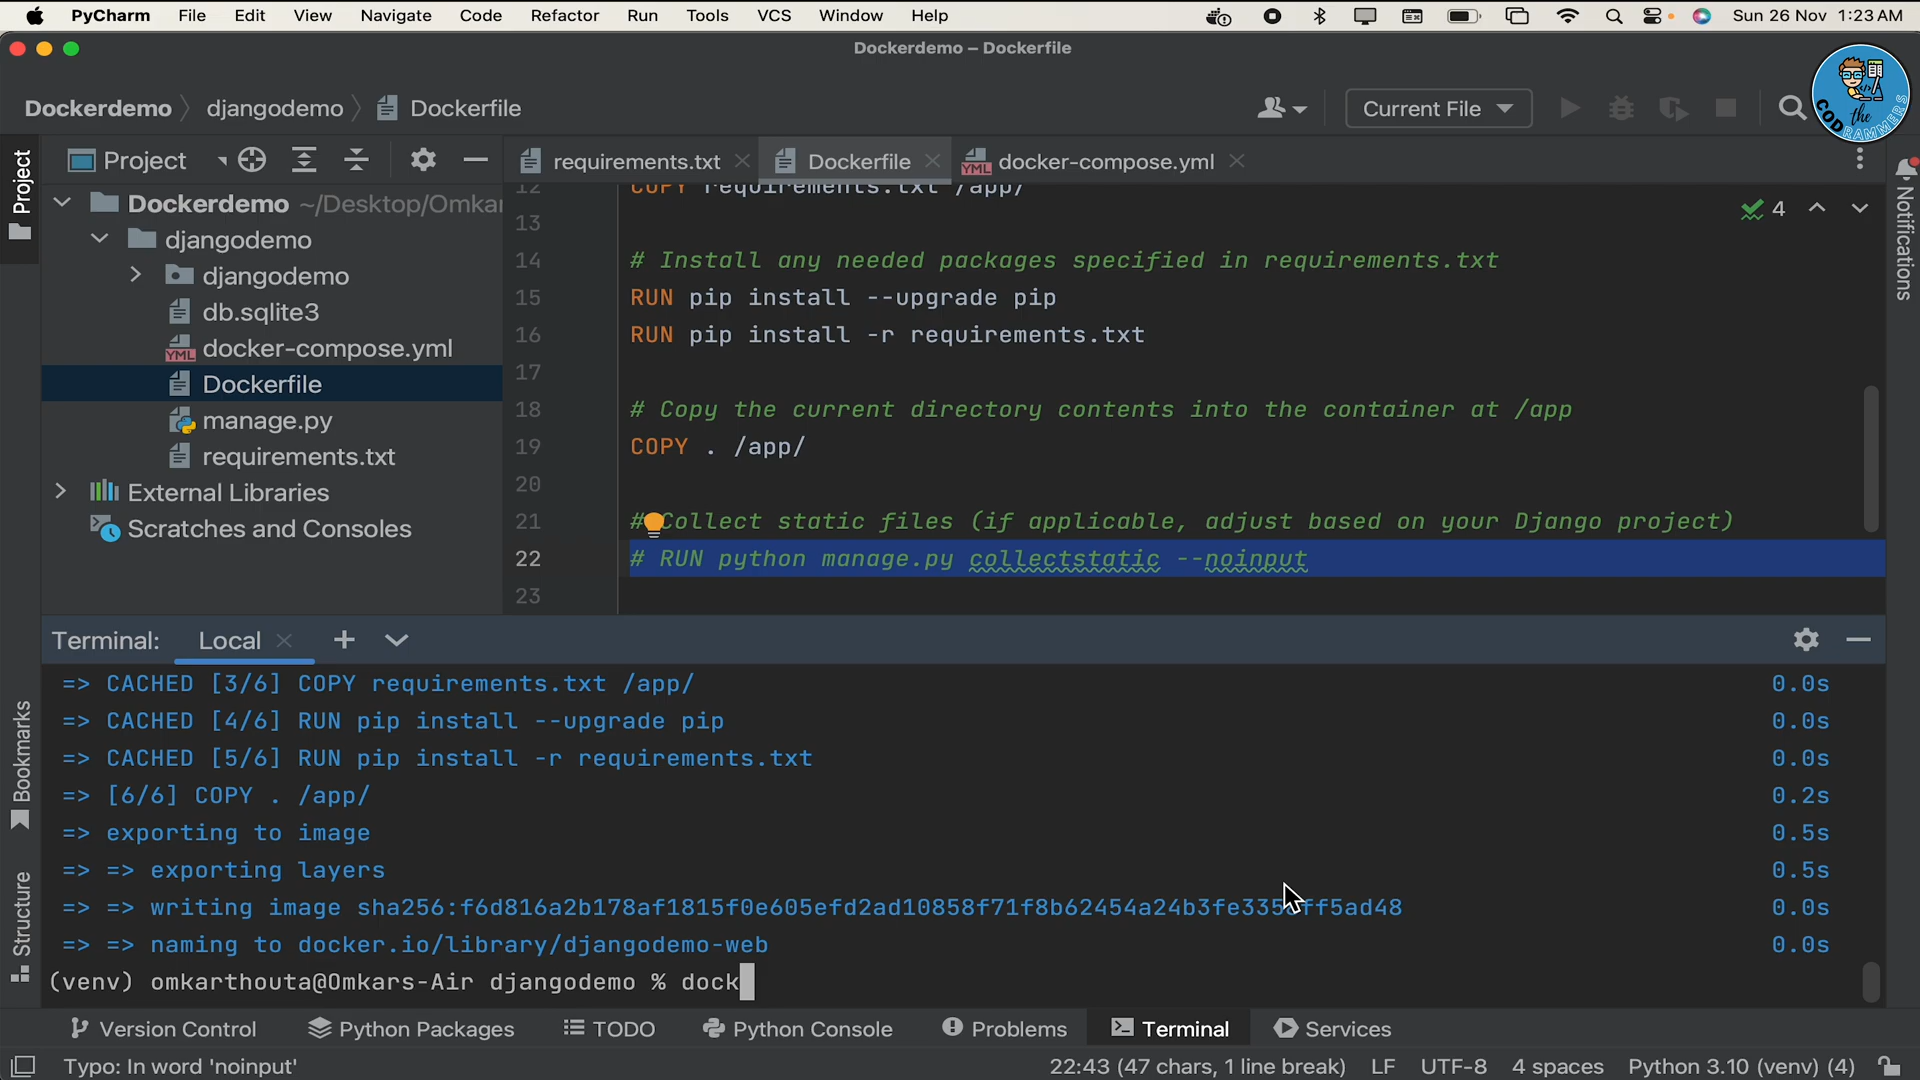 PyCharm File Edit View Navigate Code Refactor Run Tools VCS Window Help Sun 26 Nov 1:23 AM
Dockerdemo – Dockerfile
Dockerdemo djangodemo Dockerfile Current File
the CODRAMMERS
Project requirements.txt Dockerfile docker-compose.yml
Project
Notifications
Bookmarks
Structure
Dockerdemo ~/Desktop/Omkar
djangodemo
djangodemo
db.sqlite3
docker-compose.yml
Dockerfile
manage.py
requirements.txt
External Libraries
Scratches and Consoles
4
12 COPY requirements.txt /app/
13
14 # Install any needed packages specified in requirements.txt
15 RUN pip install --upgrade pip
16 RUN pip install -r requirements.txt
17
18 # Copy the current directory contents into the container at /app
19 COPY . /app/
20
21 # Collect static files (if applicable, adjust based on your Django project)
22 # RUN python manage.py collectstatic --noinput
23
Terminal: Local
=> CACHED [3/6] COPY requirements.txt /app/ 0.0s
=> CACHED [4/6] RUN pip install --upgrade pip 0.0s
=> CACHED [5/6] RUN pip install -r requirements.txt 0.0s
=> [6/6] COPY . /app/ 0.2s
=> exporting to image 0.5s
=> => exporting layers 0.5s
=> => writing image 0.0s
=> => naming to docker.io/library/djangodemo-web 0.0s
(venv) omkarthouta@Omkars-Air djangodemo % dock
Version Control Python Packages TODO Python Console Problems Terminal Services
Typo: In word 'noinput' 22:43 (47 chars, 1 line break) LF UTF-8 4 spaces Python 3.10 (venv) (4)